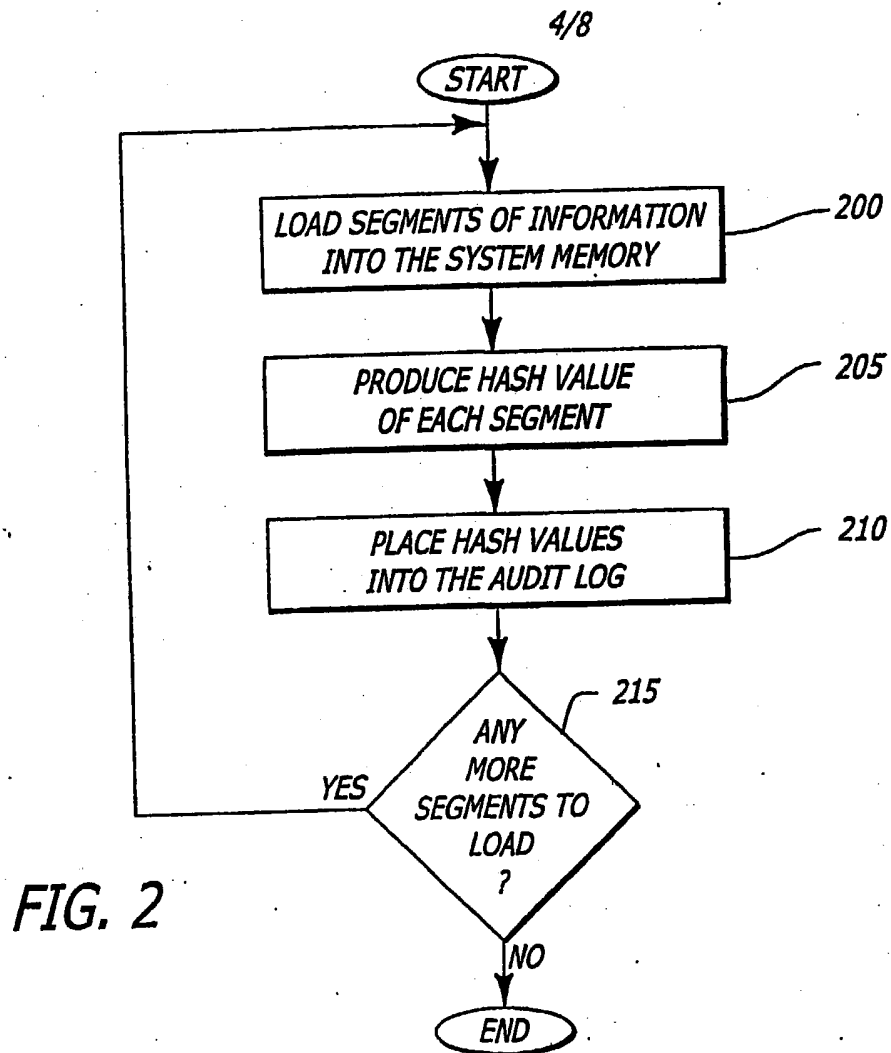 4/8
START
LOAD SEGMENTS OF INFORMATION
INTO THE SYSTEM MEMORY
200
PRODUCE HASH VALUE
OF EACH SEGMENT
205
PLACE HASH VALUES
INTO THE AUDIT LOG
210
215
ANY
MORE
SEGMENTS TO
LOAD
?
YES
NO
END
FIG. 2